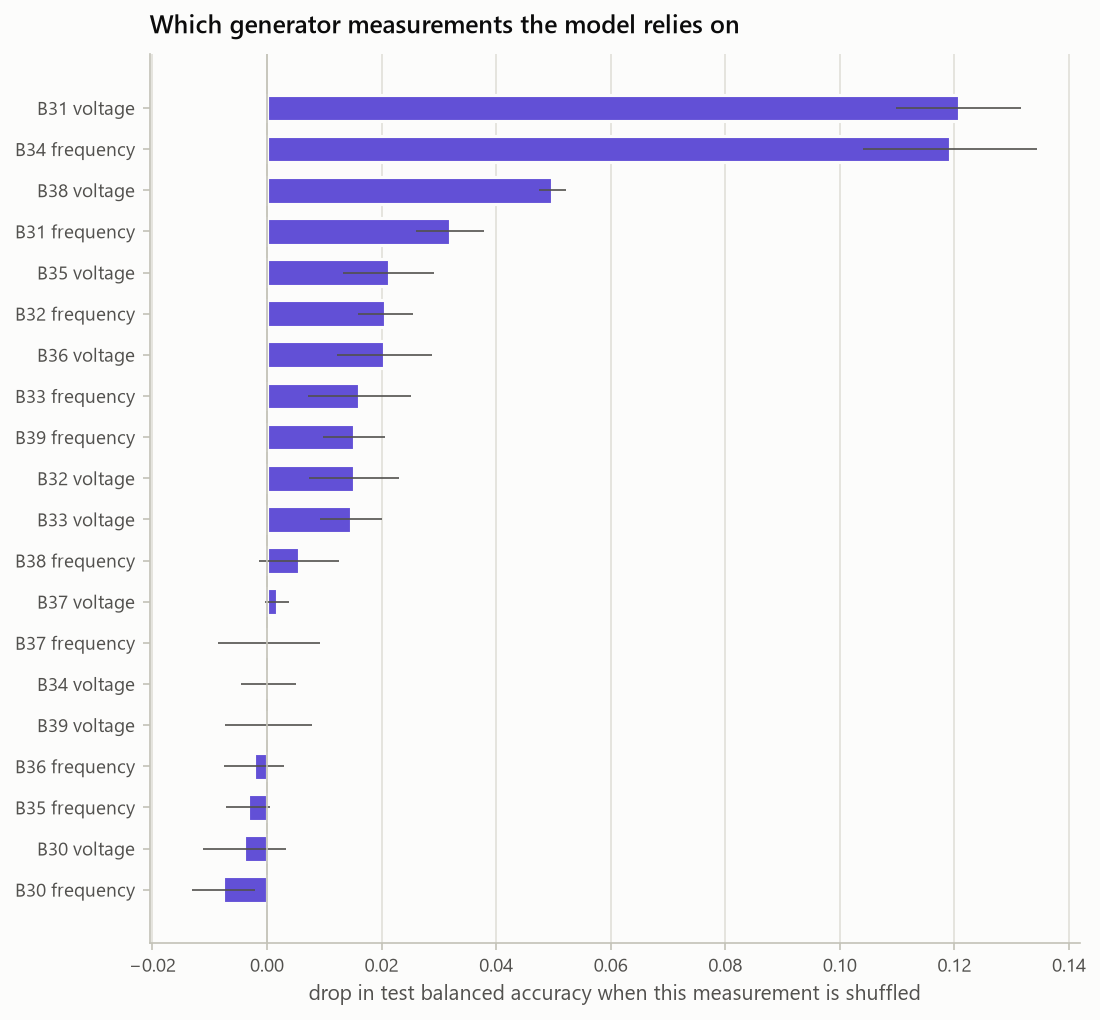 Which generator measurements the model relies on
B31 voltage
B34 frequency
B38 voltage
B31 frequency
B35 voltage
B32 frequency
B36 voltage
B33 frequency
B39 frequency
B32 voltage
B33 voltage
B38 frequency
B37 voltage
B37 frequency
B34 voltage
B39 voltage
B36 frequency
B35 frequency
B30 voltage
B30 frequency
−0.02 0.00 0.02 0.04 0.06 0.08 0.10 0.12 0.14
drop in test balanced accuracy when this measurement is shuffled